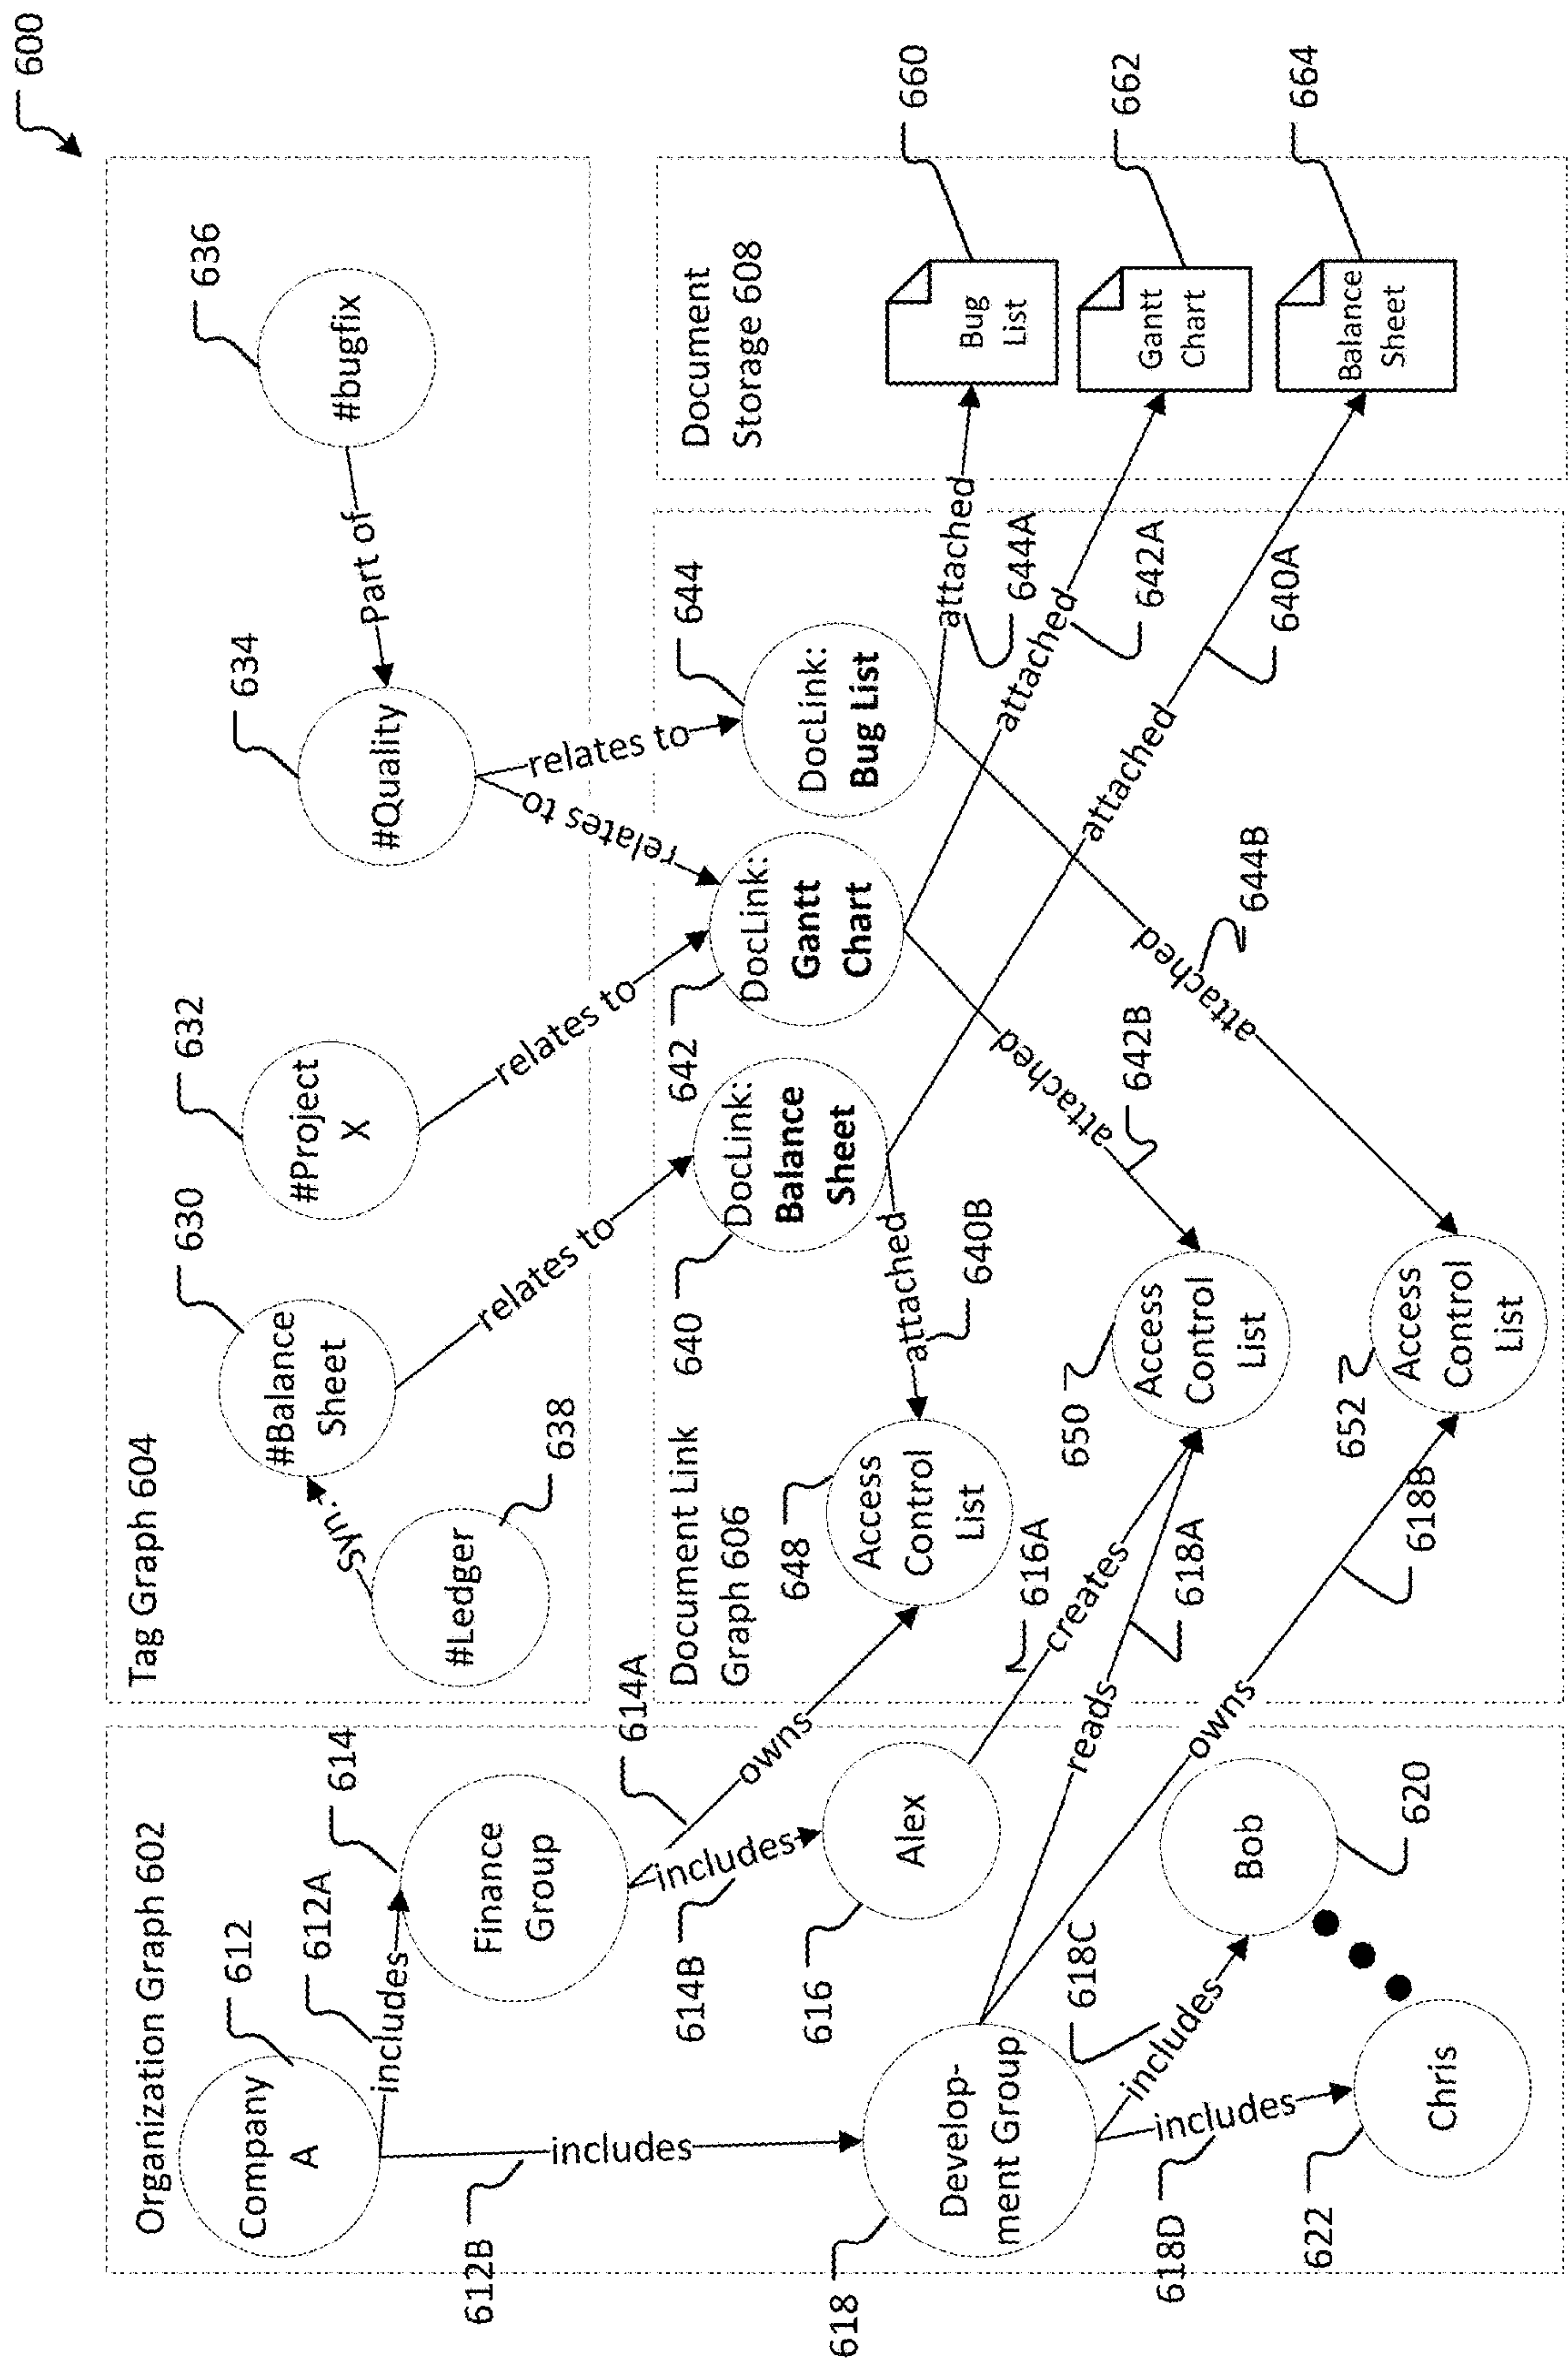 600
Organization Graph 602
Company
A
612
612A
includes
612B
includes
614
Finance
Group
614A
owns
614B
includes
616
Alex
616A
creates
618
Develop-
ment Group
618A
reads
618B
owns
618C
includes
618D
includes
Bob
620
Chris
622
Tag Graph 604
#Balance
Sheet
630
#Ledger
638
Syn.
#Project
X
632
#Quality
634
#bugfix
636
Part of
relates to
relates to
relates to
relates to
Document Link
Graph 606
DocLink:
Balance
Sheet
640
DocLink:
Gantt
Chart
642
DocLink:
Bug List
644
attached
640B
attached
642B
attached
644B
attached
644A
attached
642A
attached
640A
Access
Control
List
648
Access
Control
List
650
Access
Control
List
652
Document
Storage 608
Bug
List
660
Gantt
Chart
662
Balance
Sheet
664